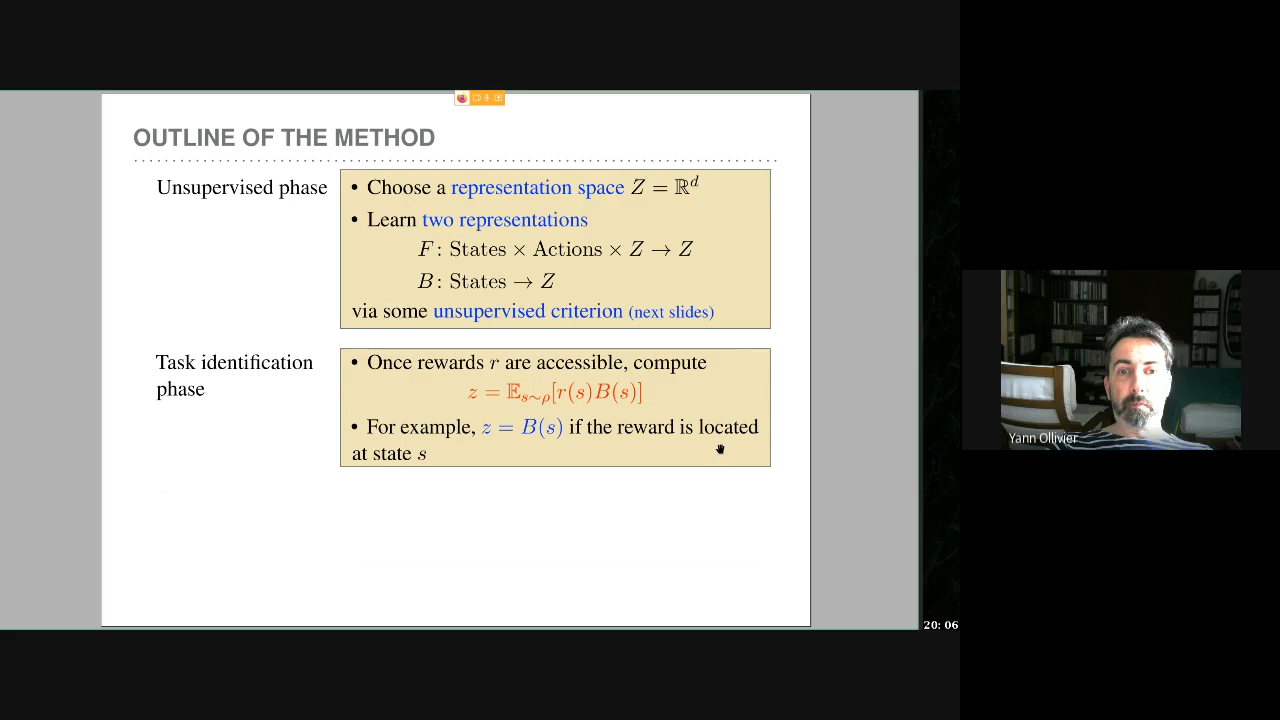 OUTLINE OF THE METHOD
Unsupervised phase
• Choose a representation space Z = ℝ^d
• Learn two representations
F : States × Actions × Z → Z
B : States → Z
via some unsupervised criterion (next slides)
Task identification
phase
• Once rewards r are accessible, compute
z = 𝔼_{s∼ρ}[r(s)B(s)]
• For example, z = B(s) if the reward is located
at state s
Yann Ollivier
20: 06